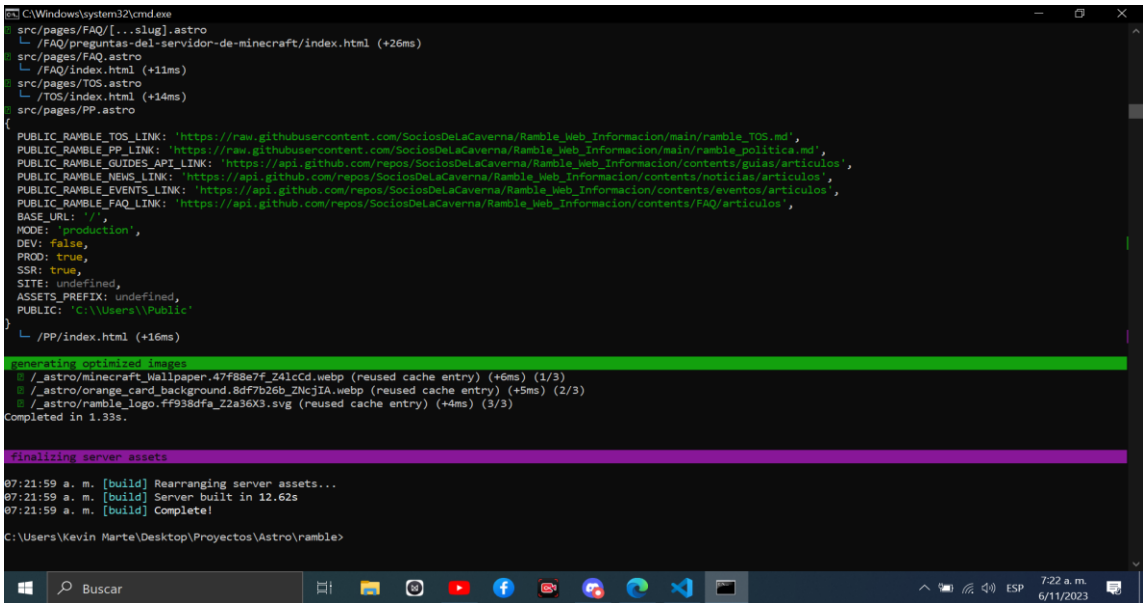 C:\Windows\system32\cmd.exe
src/pages/FAQ/[...slug].astro
└─ /FAQ/preguntas-del-servidor-de-minecraft/index.html (+26ms)
src/pages/FAQ.astro
└─ /FAQ/index.html (+11ms)
src/pages/TOS.astro
└─ /TOS/index.html (+14ms)
src/pages/PP.astro
{
PUBLIC_RAMBLE_TOS_LINK: 'https://raw.githubusercontent.com/SociosDeLaCaverna/Ramble_Web_Informacion/main/ramble_TOS.md',
PUBLIC_RAMBLE_PP_LINK: 'https://raw.githubusercontent.com/SociosDeLaCaverna/Ramble_Web_Informacion/main/ramble_politica.md',
PUBLIC_RAMBLE_GUIDES_API_LINK: 'https://api.github.com/repos/SociosDeLaCaverna/Ramble_Web_Informacion/contents/guias/articulos',
PUBLIC_RAMBLE_NEWS_LINK: 'https://api.github.com/repos/SociosDeLaCaverna/Ramble_Web_Informacion/contents/noticias/articulos',
PUBLIC_RAMBLE_EVENTS_LINK: 'https://api.github.com/repos/SociosDeLaCaverna/Ramble_Web_Informacion/contents/eventos/articulos',
PUBLIC_RAMBLE_FAQ_LINK: 'https://api.github.com/repos/SociosDeLaCaverna/Ramble_Web_Informacion/contents/FAQ/articulos',
BASE_URL: '/',
MODE: 'production',
DEV: false,
PROD: true,
SSR: true,
SITE: undefined,
ASSETS_PREFIX: undefined,
PUBLIC: 'C:\\Users\\Public'
}
└─ /PP/index.html (+16ms)
generating optimized images
/_astro/minecraft_Wallpaper.47f88e7f_Z4lcCd.webp (reused cache entry) (+6ms) (1/3)
/_astro/orange_card_background.8df7b26b_ZNcjIA.webp (reused cache entry) (+5ms) (2/3)
/_astro/ramble_logo.ff938dfa_Z2a36X3.svg (reused cache entry) (+4ms) (3/3)
Completed in 1.33s.
finalizing server assets
07:21:59 a. m. [build] Rearranging server assets...
07:21:59 a. m. [build] Server built in 12.62s
07:21:59 a. m. [build] Complete!
C:\Users\Kevin Marte\Desktop\Proyectos\Astro\ramble>
Buscar
ESP
7:22 a. m.
6/11/2023